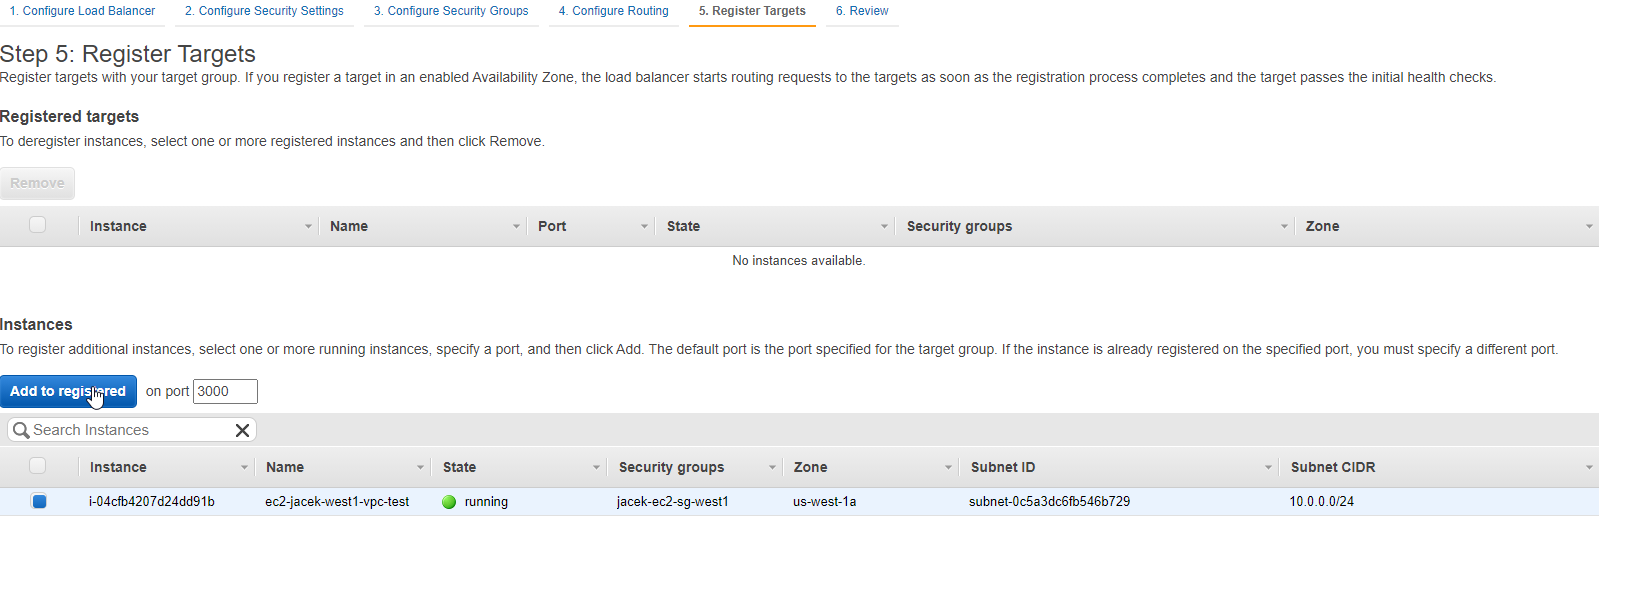 1. Configure Load Balancer 2. Configure Security Settings 3. Configure Security Groups 4. Configure Routing 5. Register Targets 6. Review
Step 5: Register Targets
Register targets with your target group. If you register a target in an enabled Availability Zone, the load balancer starts routing requests to the targets as soon as the registration process completes and the target passes the initial health checks.
Registered targets
To deregister instances, select one or more registered instances and then click Remove.
Remove
Instance Name Port State Security groups Zone
No instances available.
Instances
To register additional instances, select one or more running instances, specify a port, and then click Add. The default port is the port specified for the target group. If the instance is already registered on the specified port, you must specify a different port.
Add to registered on port 3000
Search Instances
Instance Name State Security groups Zone Subnet ID Subnet CIDR
i-04cfb4207d24dd91b ec2-jacek-west1-vpc-test running jacek-ec2-sg-west1 us-west-1a subnet-0c5a3dc6fb546b729 10.0.0.0/24